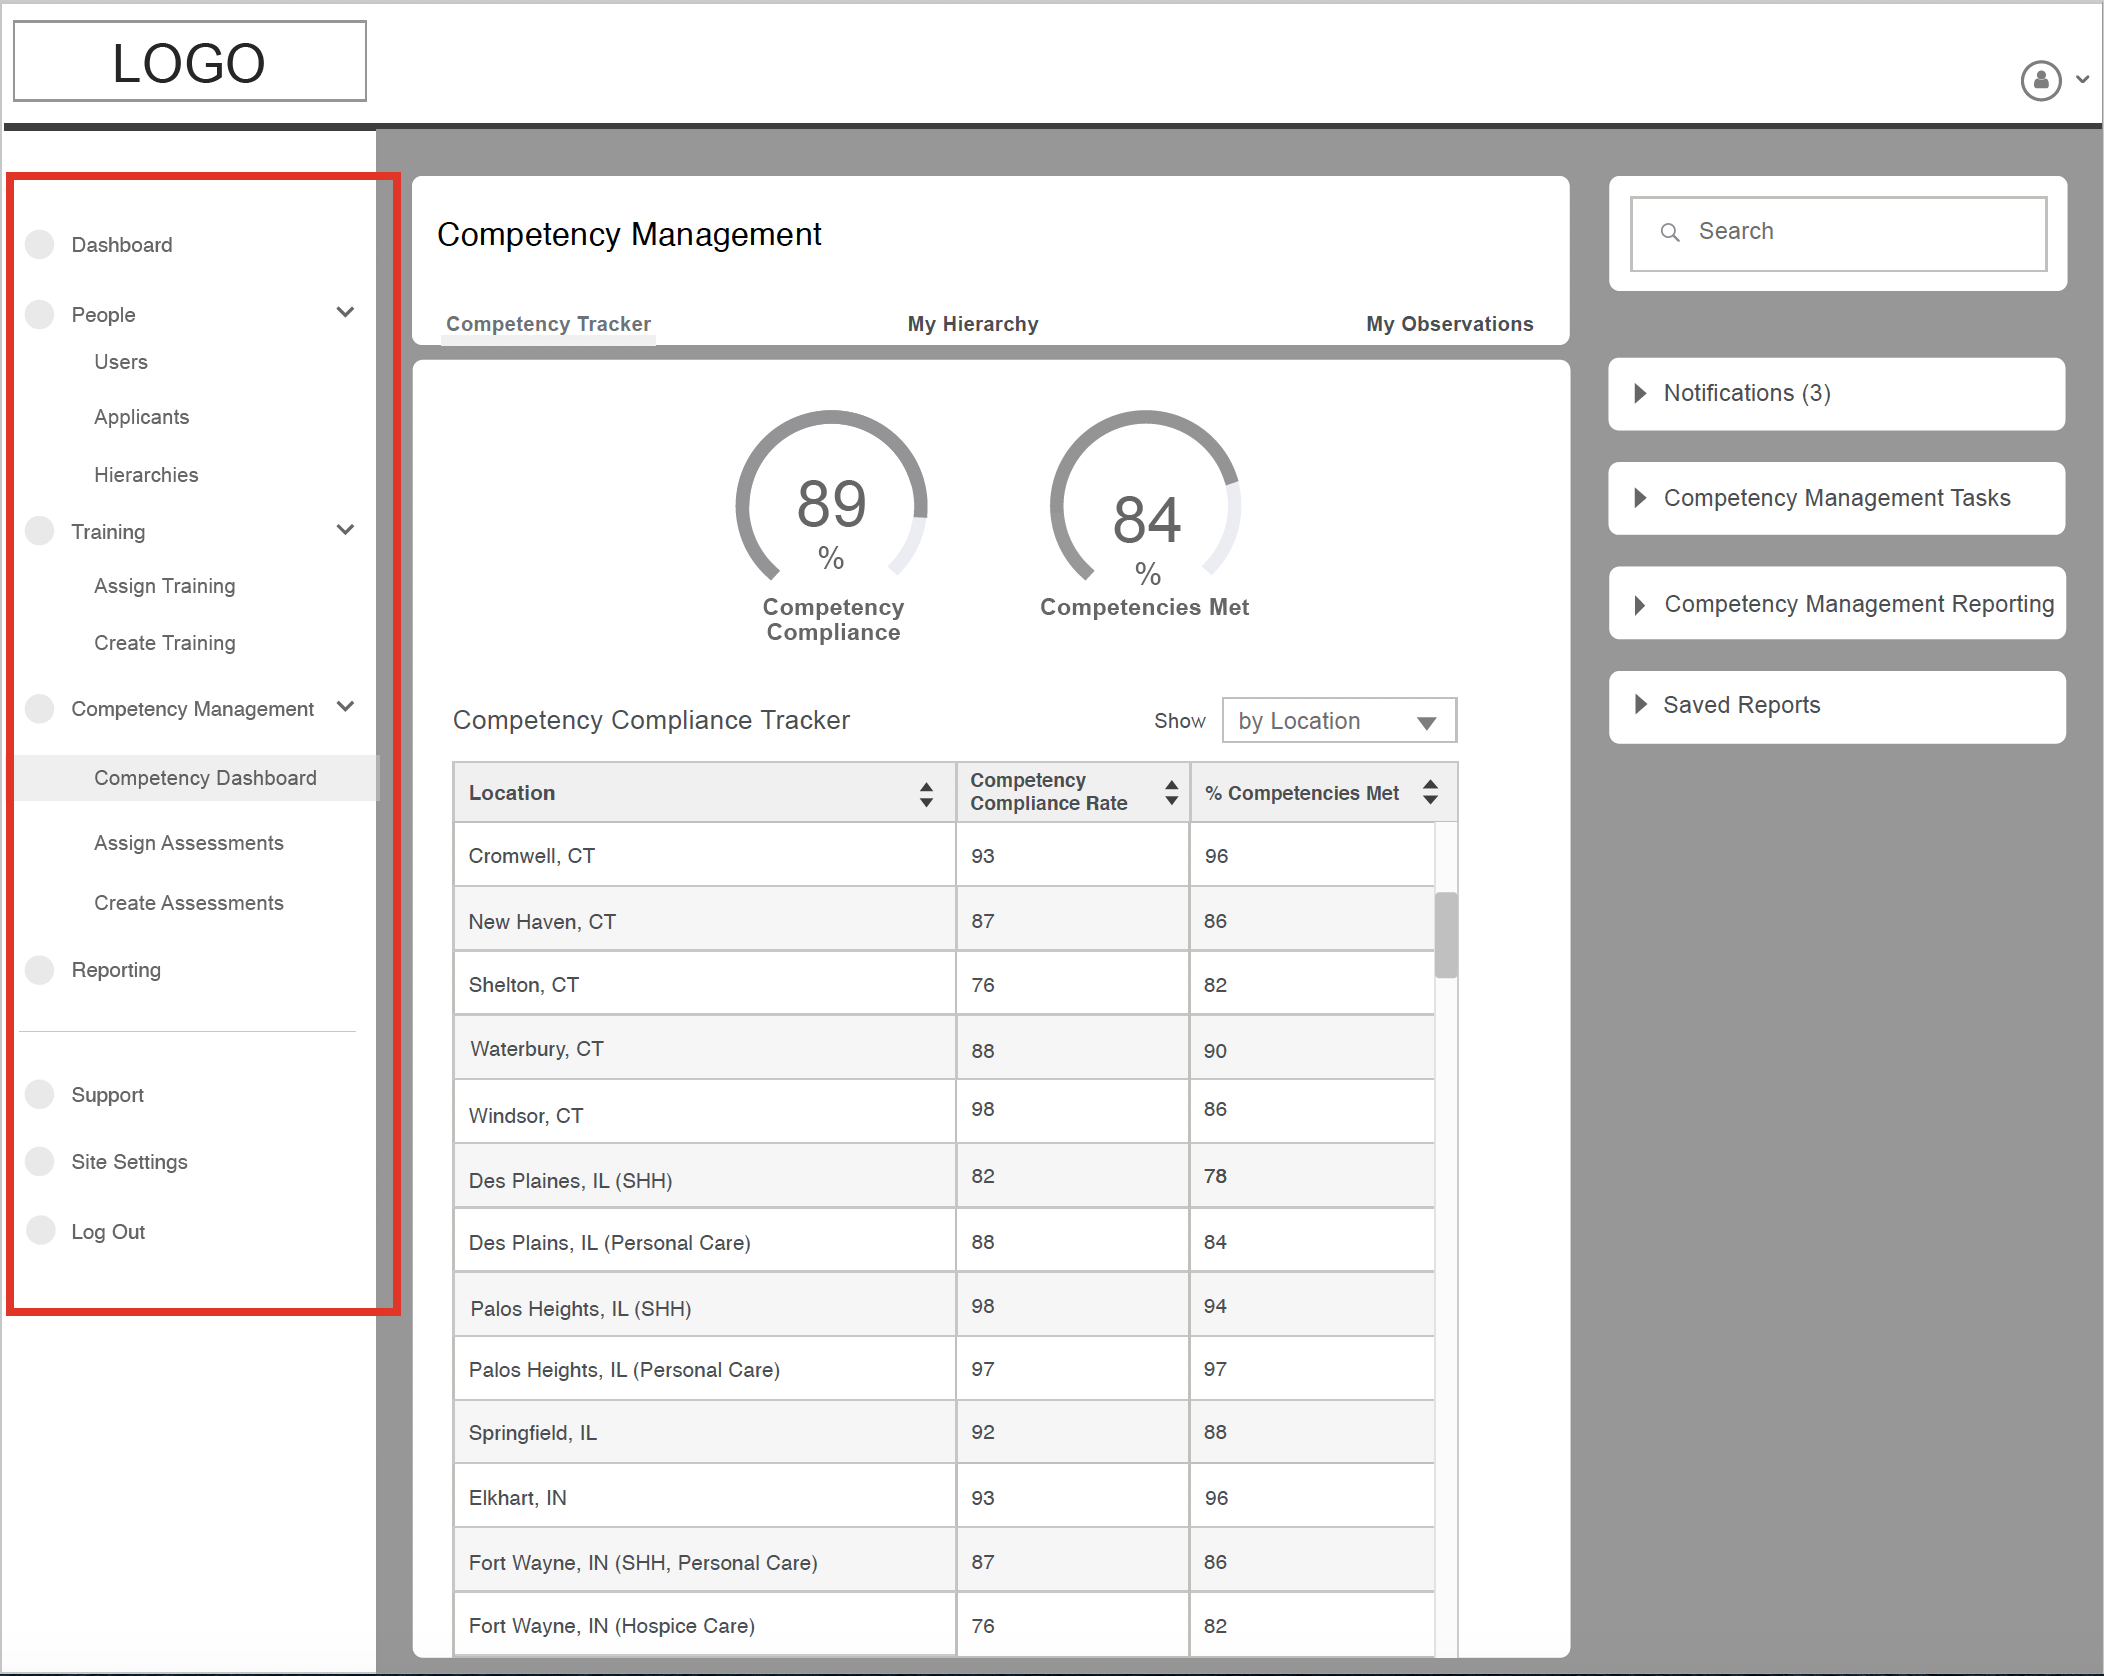 LOGO
Dashboard
People
Users
Applicants
Hierarchies
Training
Assign Training
Create Training
Competency Management
Competency Dashboard
Assign Assessments
Create Assessments
Reporting
Support
Site Settings
Log Out
Competency Management
Competency Tracker My Hierarchy My Observations
89
%
Competency
Compliance
84
%
Competencies Met
Competency Compliance Tracker Show by Location
Location Competency Compliance Rate % Competencies Met
Cromwell, CT 93 96
New Haven, CT 87 86
Shelton, CT 76 82
Waterbury, CT 88 90
Windsor, CT 98 86
Des Plaines, IL (SHH) 82 78
Des Plains, IL (Personal Care) 88 84
Palos Heights, IL (SHH) 98 94
Palos Heights, IL (Personal Care) 97 97
Springfield, IL 92 88
Elkhart, IN 93 96
Fort Wayne, IN (SHH, Personal Care) 87 86
Fort Wayne, IN (Hospice Care) 76 82
Search
Notifications (3)
Competency Management Tasks
Competency Management Reporting
Saved Reports